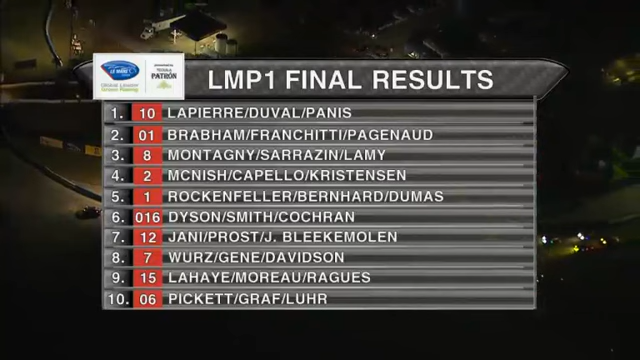 LE MANS
PATRÓN
LMP1 FINAL RESULTS
1. 10 LAPIERRE/DUVAL/PANIS
2. 01 BRABHAM/FRANCHITTI/PAGENAUD
3. 8 MONTAGNY/SARRAZIN/LAMY
4. 2 MCNISH/CAPELLO/KRISTENSEN
5. 1 ROCKENFELLER/BERNHARD/DUMAS
6. 016 DYSON/SMITH/COCHRAN
7. 12 JANI/PROST/J. BLEEKEMOLEN
8. 7 WURZ/GENE/DAVIDSON
9. 15 LAHAYE/MOREAU/RAGUES
10. 06 PICKETT/GRAF/LUHR